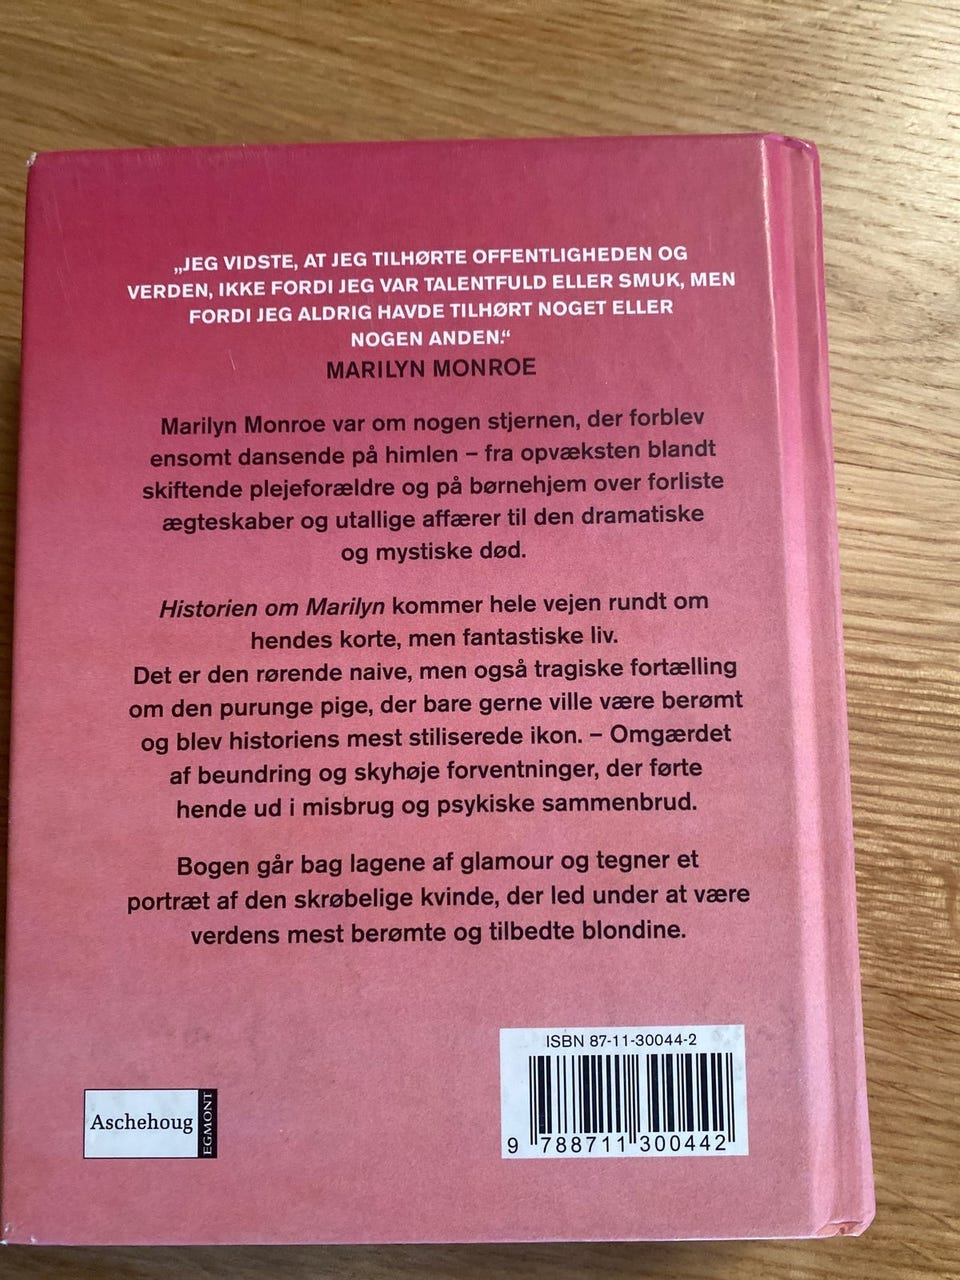 „JEG VIDSTE, AT JEG TILHØRTE OFFENTLIGHEDEN OG
VERDEN, IKKE FORDI JEG VAR TALENTFULD ELLER SMUK, MEN
FORDI JEG ALDRIG HAVDE TILHØRT NOGET ELLER
NOGEN ANDEN.“
MARILYN MONROE
Marilyn Monroe var om nogen stjernen, der forblev
ensomt dansende på himlen – fra opvæksten blandt
skiftende plejeforældre og på børnehjem over forliste
ægteskaber og utallige affærer til den dramatiske
og mystiske død.
Historien om Marilyn kommer hele vejen rundt om
hendes korte, men fantastiske liv.
Det er den rørende naive, men også tragiske fortælling
om den purunge pige, der bare gerne ville være berømt
og blev historiens mest stiliserede ikon. – Omgærdet
af beundring og skyhøje forventninger, der førte
hende ud i misbrug og psykiske sammenbrud.
Bogen går bag lagene af glamour og tegner et
portræt af den skrøbelige kvinde, der led under at være
verdens mest berømte og tilbedte blondine.
ISBN 87-11-30044-2
9 788711 300442
Aschehoug
EGMONT